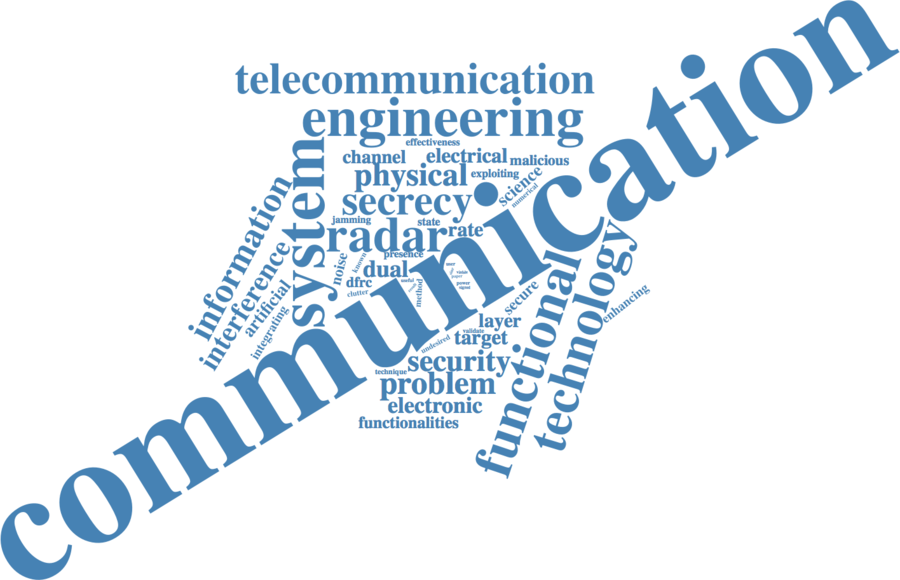 communication
telecommunication
engineering
effectiveness
channel
electrical
malicious
physical
exploiting
science
numerical
secrecy
system
information
jamming
state
radar
rate
interference
noise
known
presence
dual
dfrc
clutter
artificial
integrating
useful
method
user
power
signal
secure
enhancing
functional
technology
layer
validate
target
undesired
security
technique
problem
electronic
functionalities